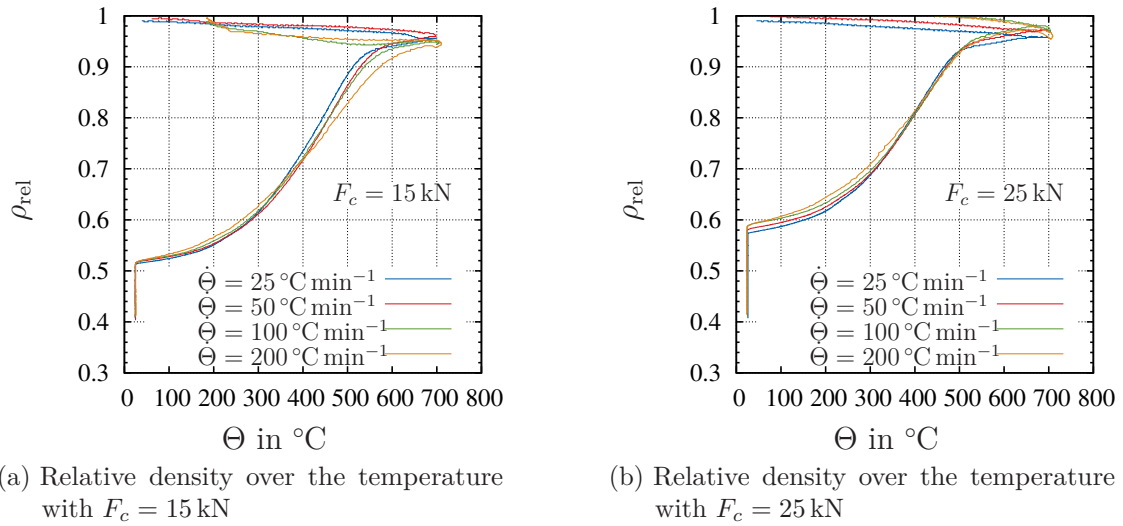 1
0.9
0.8
0.7
0.6
0.5
0.4
0.3
ρrel
F_c = 15 kN
Θ̇ = 25 °C min⁻¹
Θ̇ = 50 °C min⁻¹
Θ̇ = 100 °C min⁻¹
Θ̇ = 200 °C min⁻¹
0 100 200 300 400 500 600 700 800
Θ in °C
(a) Relative density over the temperature
with F_c = 15 kN
1
0.9
0.8
0.7
0.6
0.5
0.4
0.3
ρrel
F_c = 25 kN
Θ̇ = 25 °C min⁻¹
Θ̇ = 50 °C min⁻¹
Θ̇ = 100 °C min⁻¹
Θ̇ = 200 °C min⁻¹
0 100 200 300 400 500 600 700 800
Θ in °C
(b) Relative density over the temperature
with F_c = 25 kN